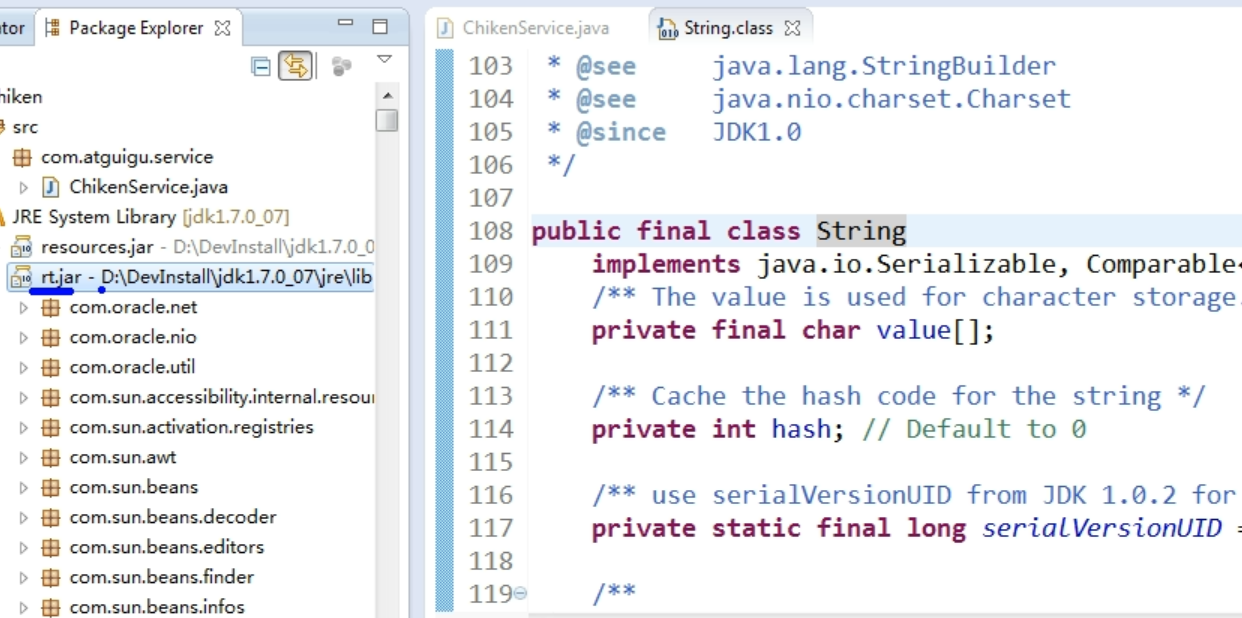 tor Package Explorer
hiken
src
com.atguigu.service
ChikenService.java
JRE System Library [jdk1.7.0_07]
resources.jar - D:\DevInstall\jdk1.7.0_0
rt.jar - D:\DevInstall\jdk1.7.0_07\jre\lib
com.oracle.net
com.oracle.nio
com.oracle.util
com.sun.accessibility.internal.resou
com.sun.activation.registries
com.sun.awt
com.sun.beans
com.sun.beans.decoder
com.sun.beans.editors
com.sun.beans.finder
com.sun.beans.infos
ChikenService.java String.class
103 * @see java.lang.StringBuilder
104 * @see java.nio.charset.Charset
105 * @since JDK1.0
106 */
107
108 public final class String
109 implements java.io.Serializable, Comparable<
110 /** The value is used for character storage.
111 private final char value[];
112
113 /** Cache the hash code for the string */
114 private int hash; // Default to 0
115
116 /** use serialVersionUID from JDK 1.0.2 for
117 private static final long serialVersionUID =
118
119 /**